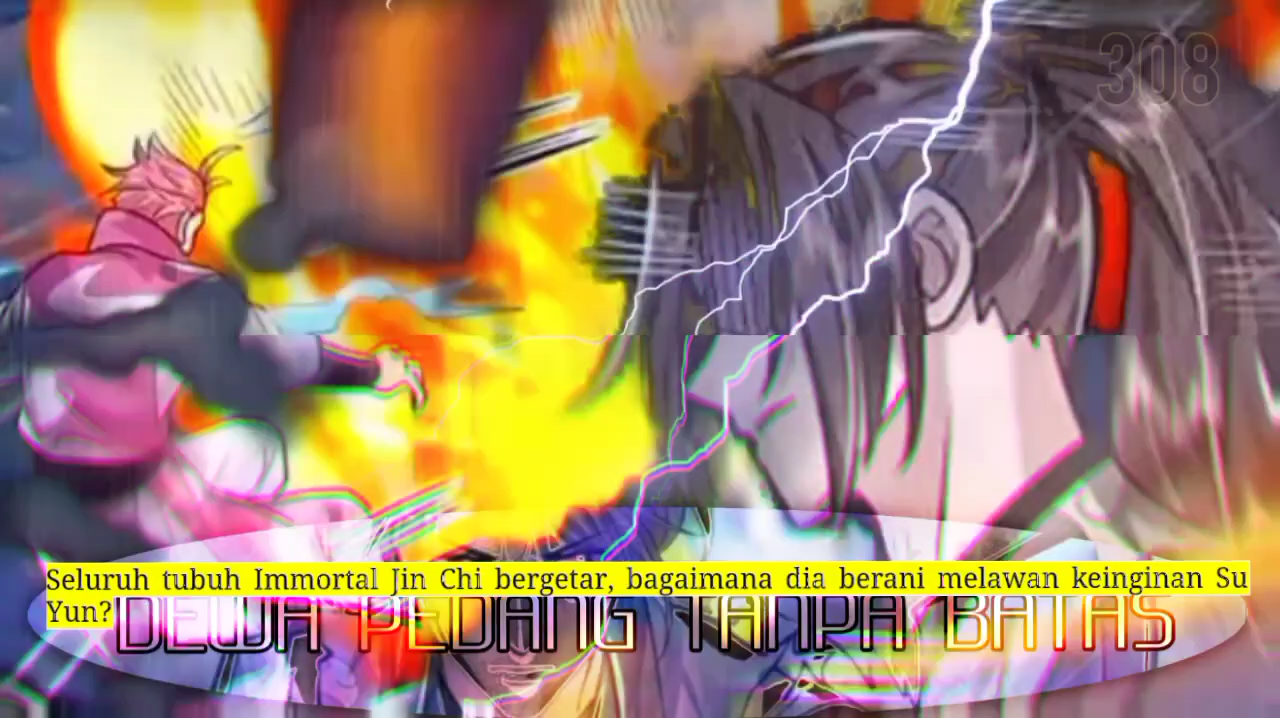 308
Seluruh tubuh Immortal Jin Chi bergetar, bagaimana dia berani melawan keinginan Su
Yun?
DEWA PEDANG TANPA BATAS